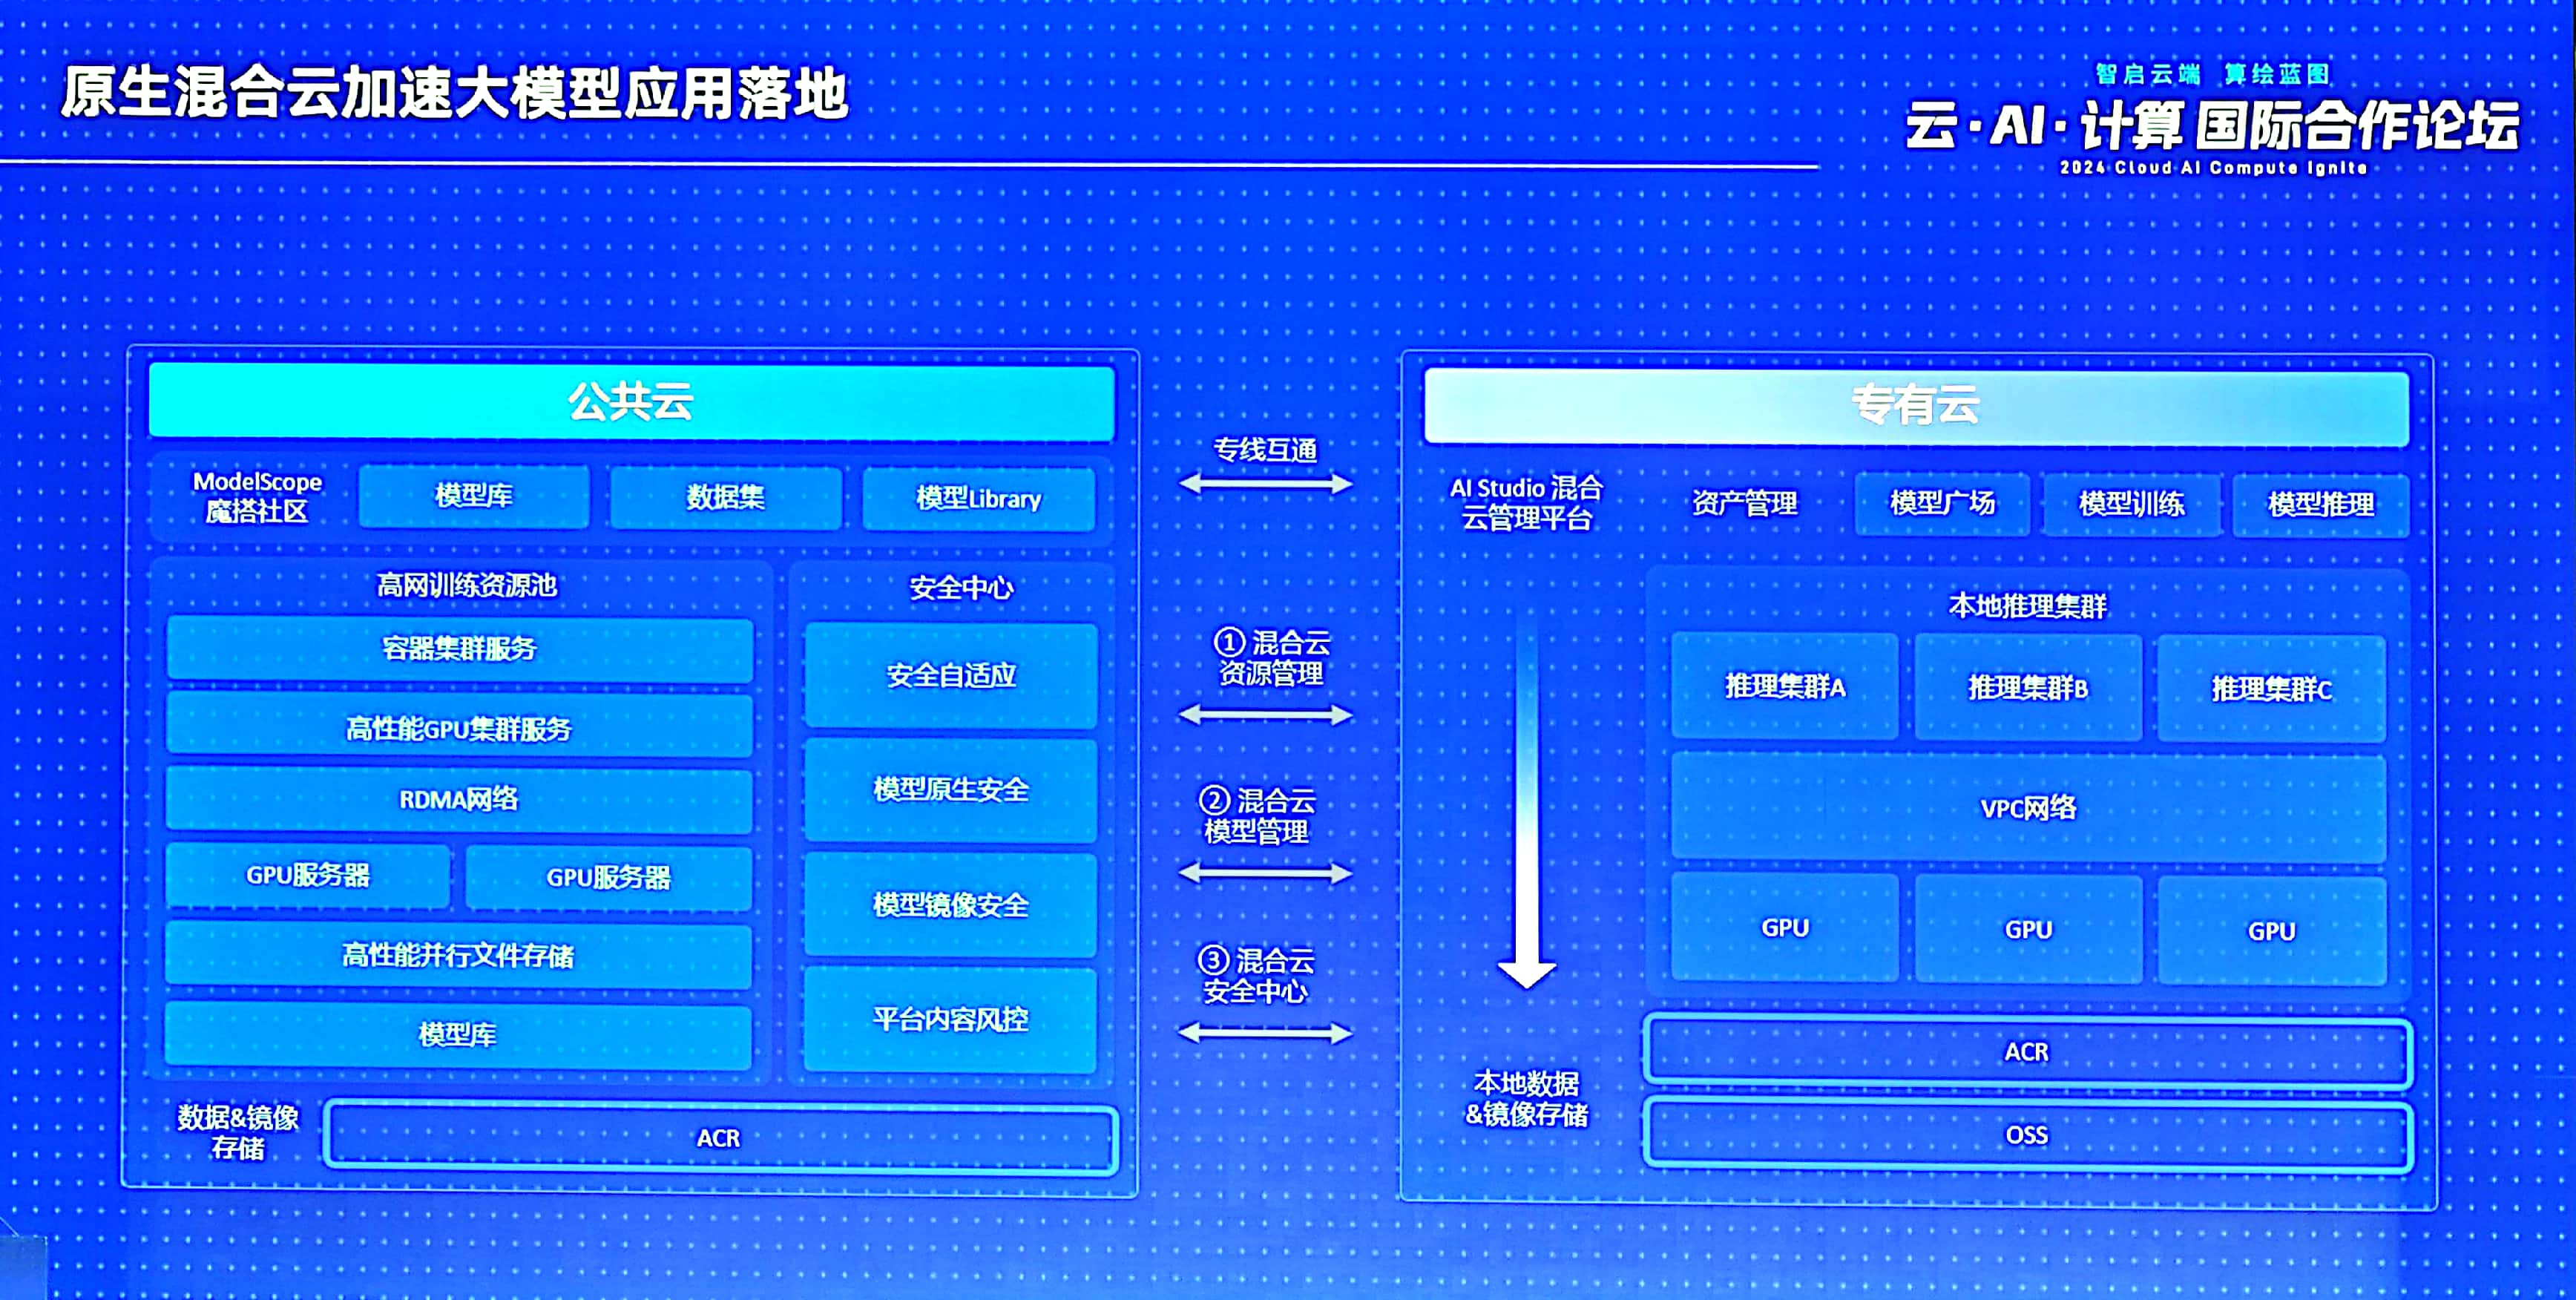 原生混合云加速大模型应用落地
智启云端 算绘蓝图
云·AI·计算 国际合作论坛
2024 Cloud AI Compute Ignite
公共云
ModelScope
魔搭社区
模型库
数据集
模型Library
高网训练资源池
容器集群服务
高性能GPU集群服务
RDMA网络
GPU服务器
GPU服务器
高性能并行文件存储
模型库
安全中心
安全自适应
模型原生安全
模型镜像安全
平台内容风控
数据&镜像
存储
ACR
专线互通
① 混合云
资源管理
② 混合云
模型管理
③ 混合云
安全中心
专有云
AI Studio 混合
云管理平台
资产管理
模型广场
模型训练
模型推理
本地推理集群
推理集群A
推理集群B
推理集群C
VPC网络
GPU
GPU
GPU
本地数据
&镜像存储
ACR
OSS